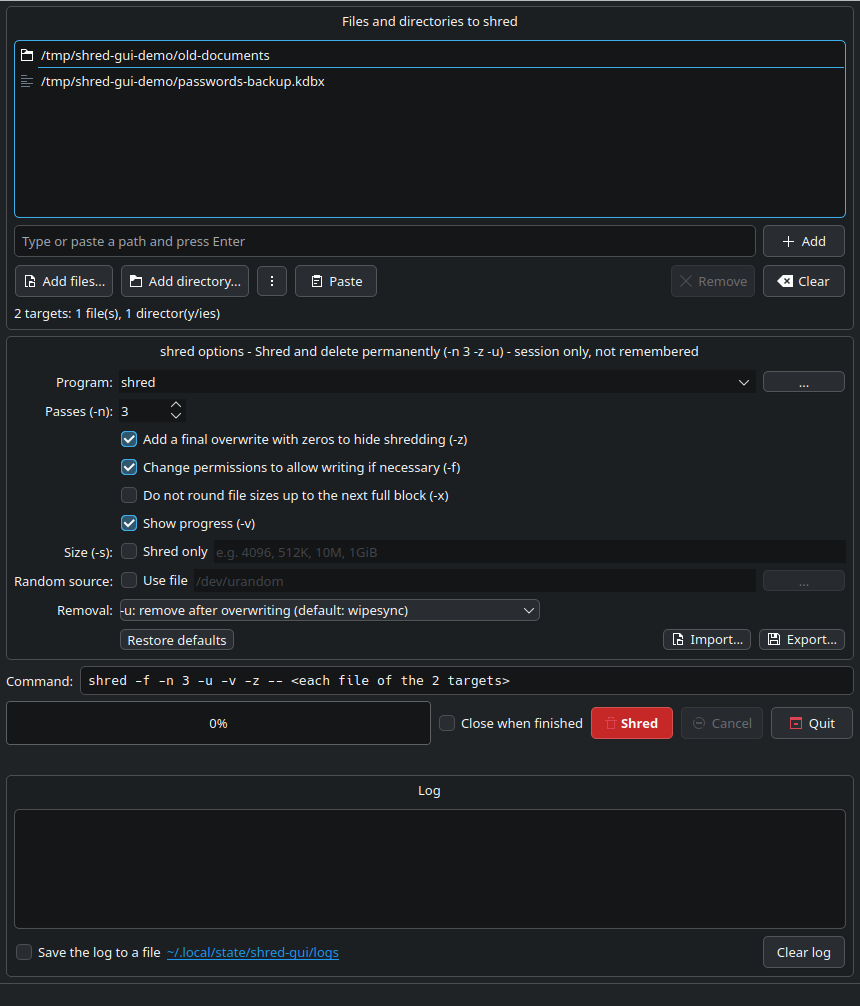 Files and directories to shred
/tmp/shred-gui-demo/old-documents
/tmp/shred-gui-demo/passwords-backup.kdbx
Type or paste a path and press Enter
Add
Add files...
Add directory...
Paste
Remove
Clear
2 targets: 1 file(s), 1 director(y/ies)
shred options - Shred and delete permanently (-n 3 -z -u) - session only, not remembered
Program: shred ...
Passes (-n): 3
Add a final overwrite with zeros to hide shredding (-z)
Change permissions to allow writing if necessary (-f)
Do not round file sizes up to the next full block (-x)
Show progress (-v)
Size (-s): Shred only e.g. 4096, 512K, 10M, 1GiB
Random source: Use file /dev/urandom ...
Removal: -u: remove after overwriting (default: wipesync)
Restore defaults Import... Export...
Command: shred -f -n 3 -u -v -z -- <each file of the 2 targets>
0% Close when finished Shred Cancel Quit
Log
Save the log to a file ~/.local/state/shred-gui/logs Clear log